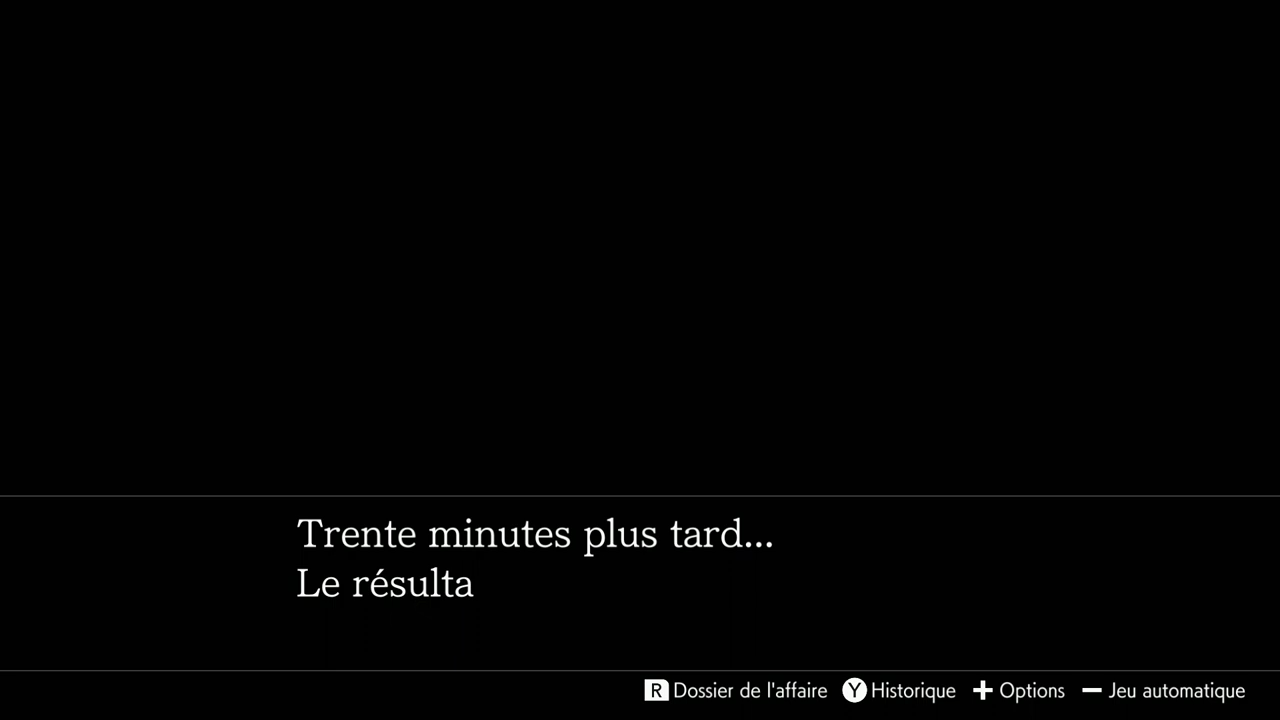 Trente minutes plus tard...
Le résulta
R Dossier de l'affaire Y Historique + Options − Jeu automatique